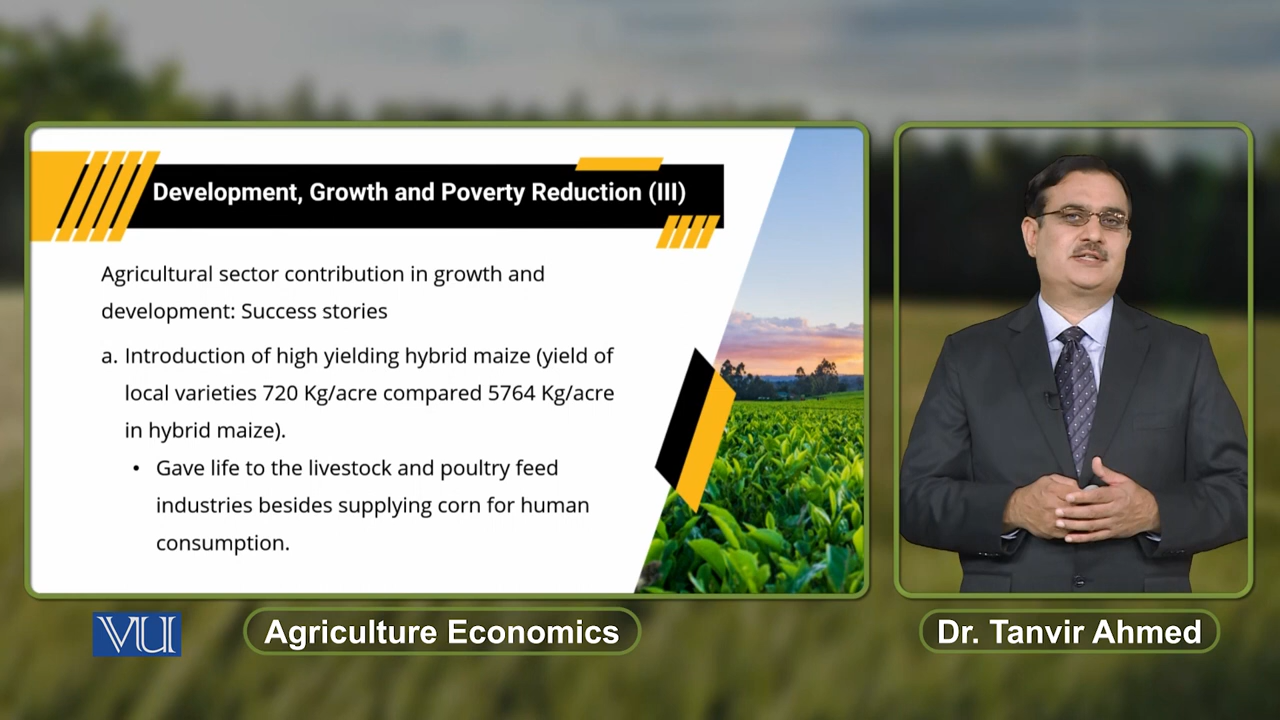 Development, Growth and Poverty Reduction (III)
Agricultural sector contribution in growth and
development: Success stories
a. Introduction of high yielding hybrid maize (yield of
local varieties 720 Kg/acre compared 5764 Kg/acre
in hybrid maize).
• Gave life to the livestock and poultry feed
industries besides supplying corn for human
consumption.
VU
Agriculture Economics
Dr. Tanvir Ahmed